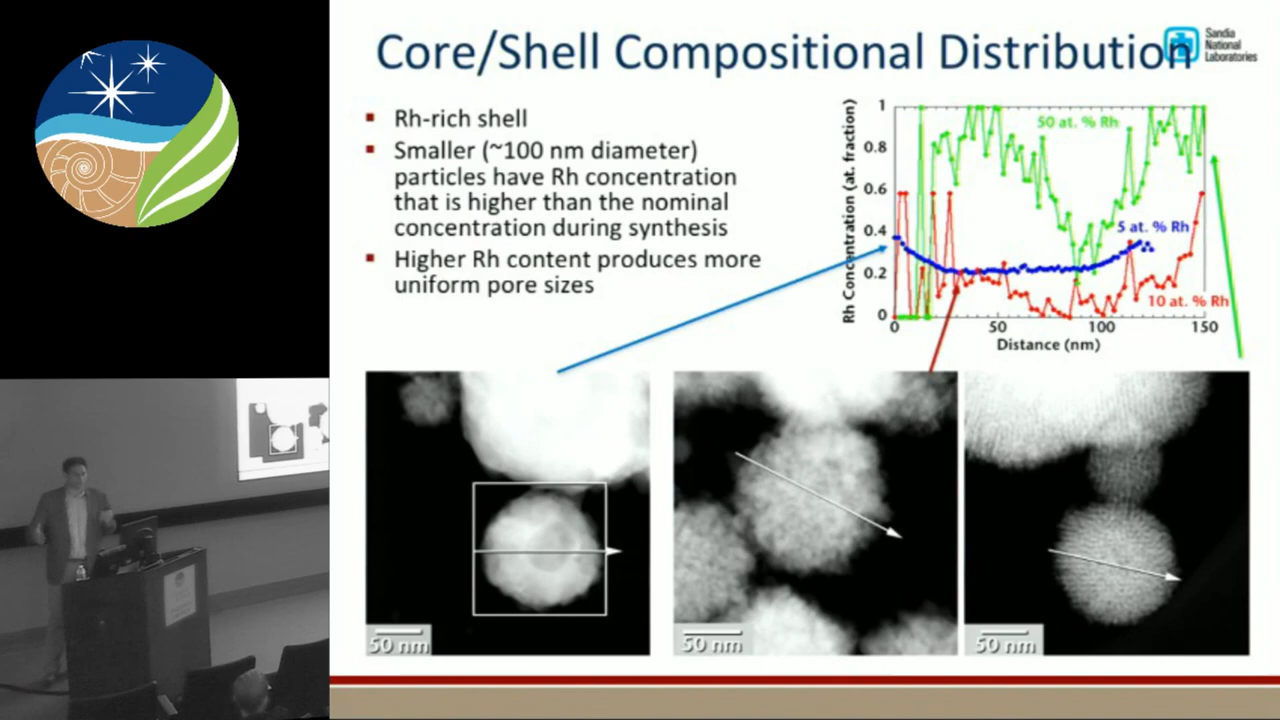 Core/Shell Compositional Distribution
Sandia
National
Laboratories
Rh-rich shell
Smaller (~100 nm diameter)
particles have Rh concentration
that is higher than the nominal
concentration during synthesis
Higher Rh content produces more
uniform pore sizes
Rh Concentration (at. fraction)
1
0.8
0.6
0.4
0.2
0
50 at. % Rh
5 at. % Rh
10 at. % Rh
0 50 100 150
Distance (nm)
50 nm
50 nm
50 nm